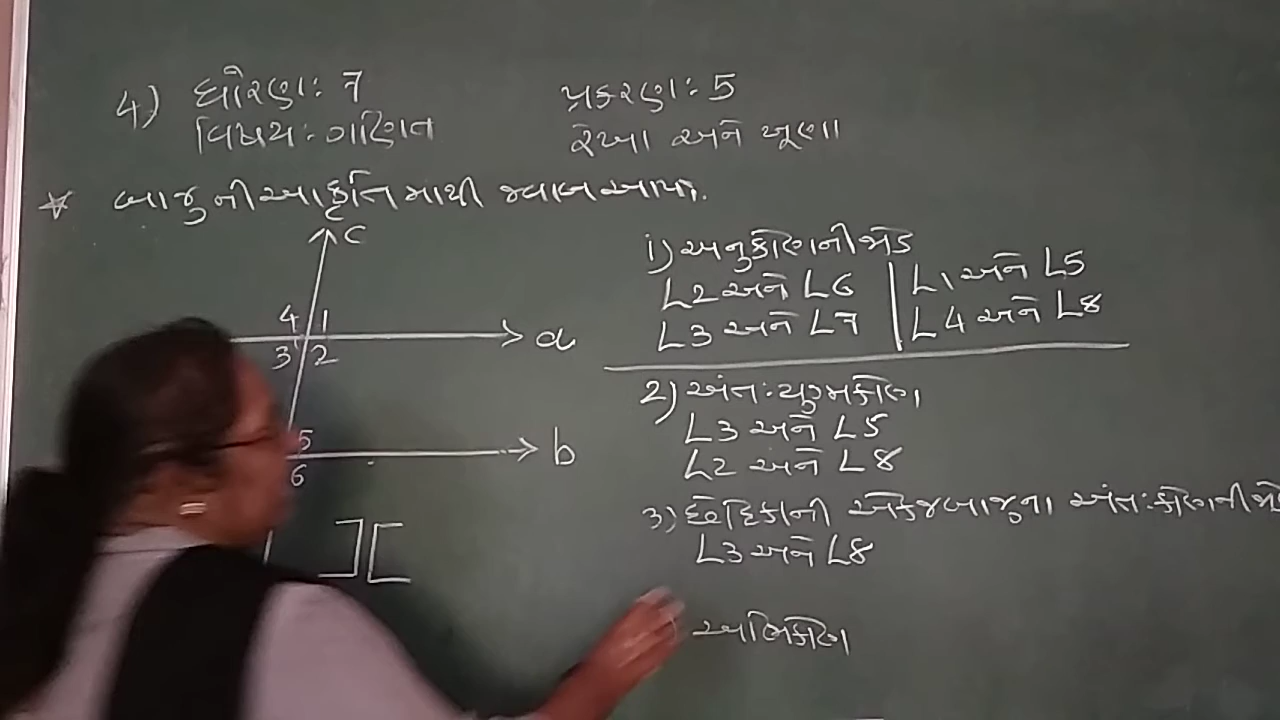 4) ધોરણ: 7
વિષય: ગણિત
પ્રકરણ: 5
રેખા અને ખૂણા
☆ બાજુની આકૃતિ માથી જવાબ આપો.
c
4 1
a
3 2
5
b
6
i) અનુકોણની જોડ
∠2 અને ∠6 | ∠1 અને ∠5
∠3 અને ∠7 | ∠4 અને ∠8
2) અંત:યુગ્મકોણ
∠3 અને ∠5
∠2 અને ∠8
3) છેદિકાની એક જ બાજુના અંત:કોણની
∠3 અને ∠8
અભિકોણ